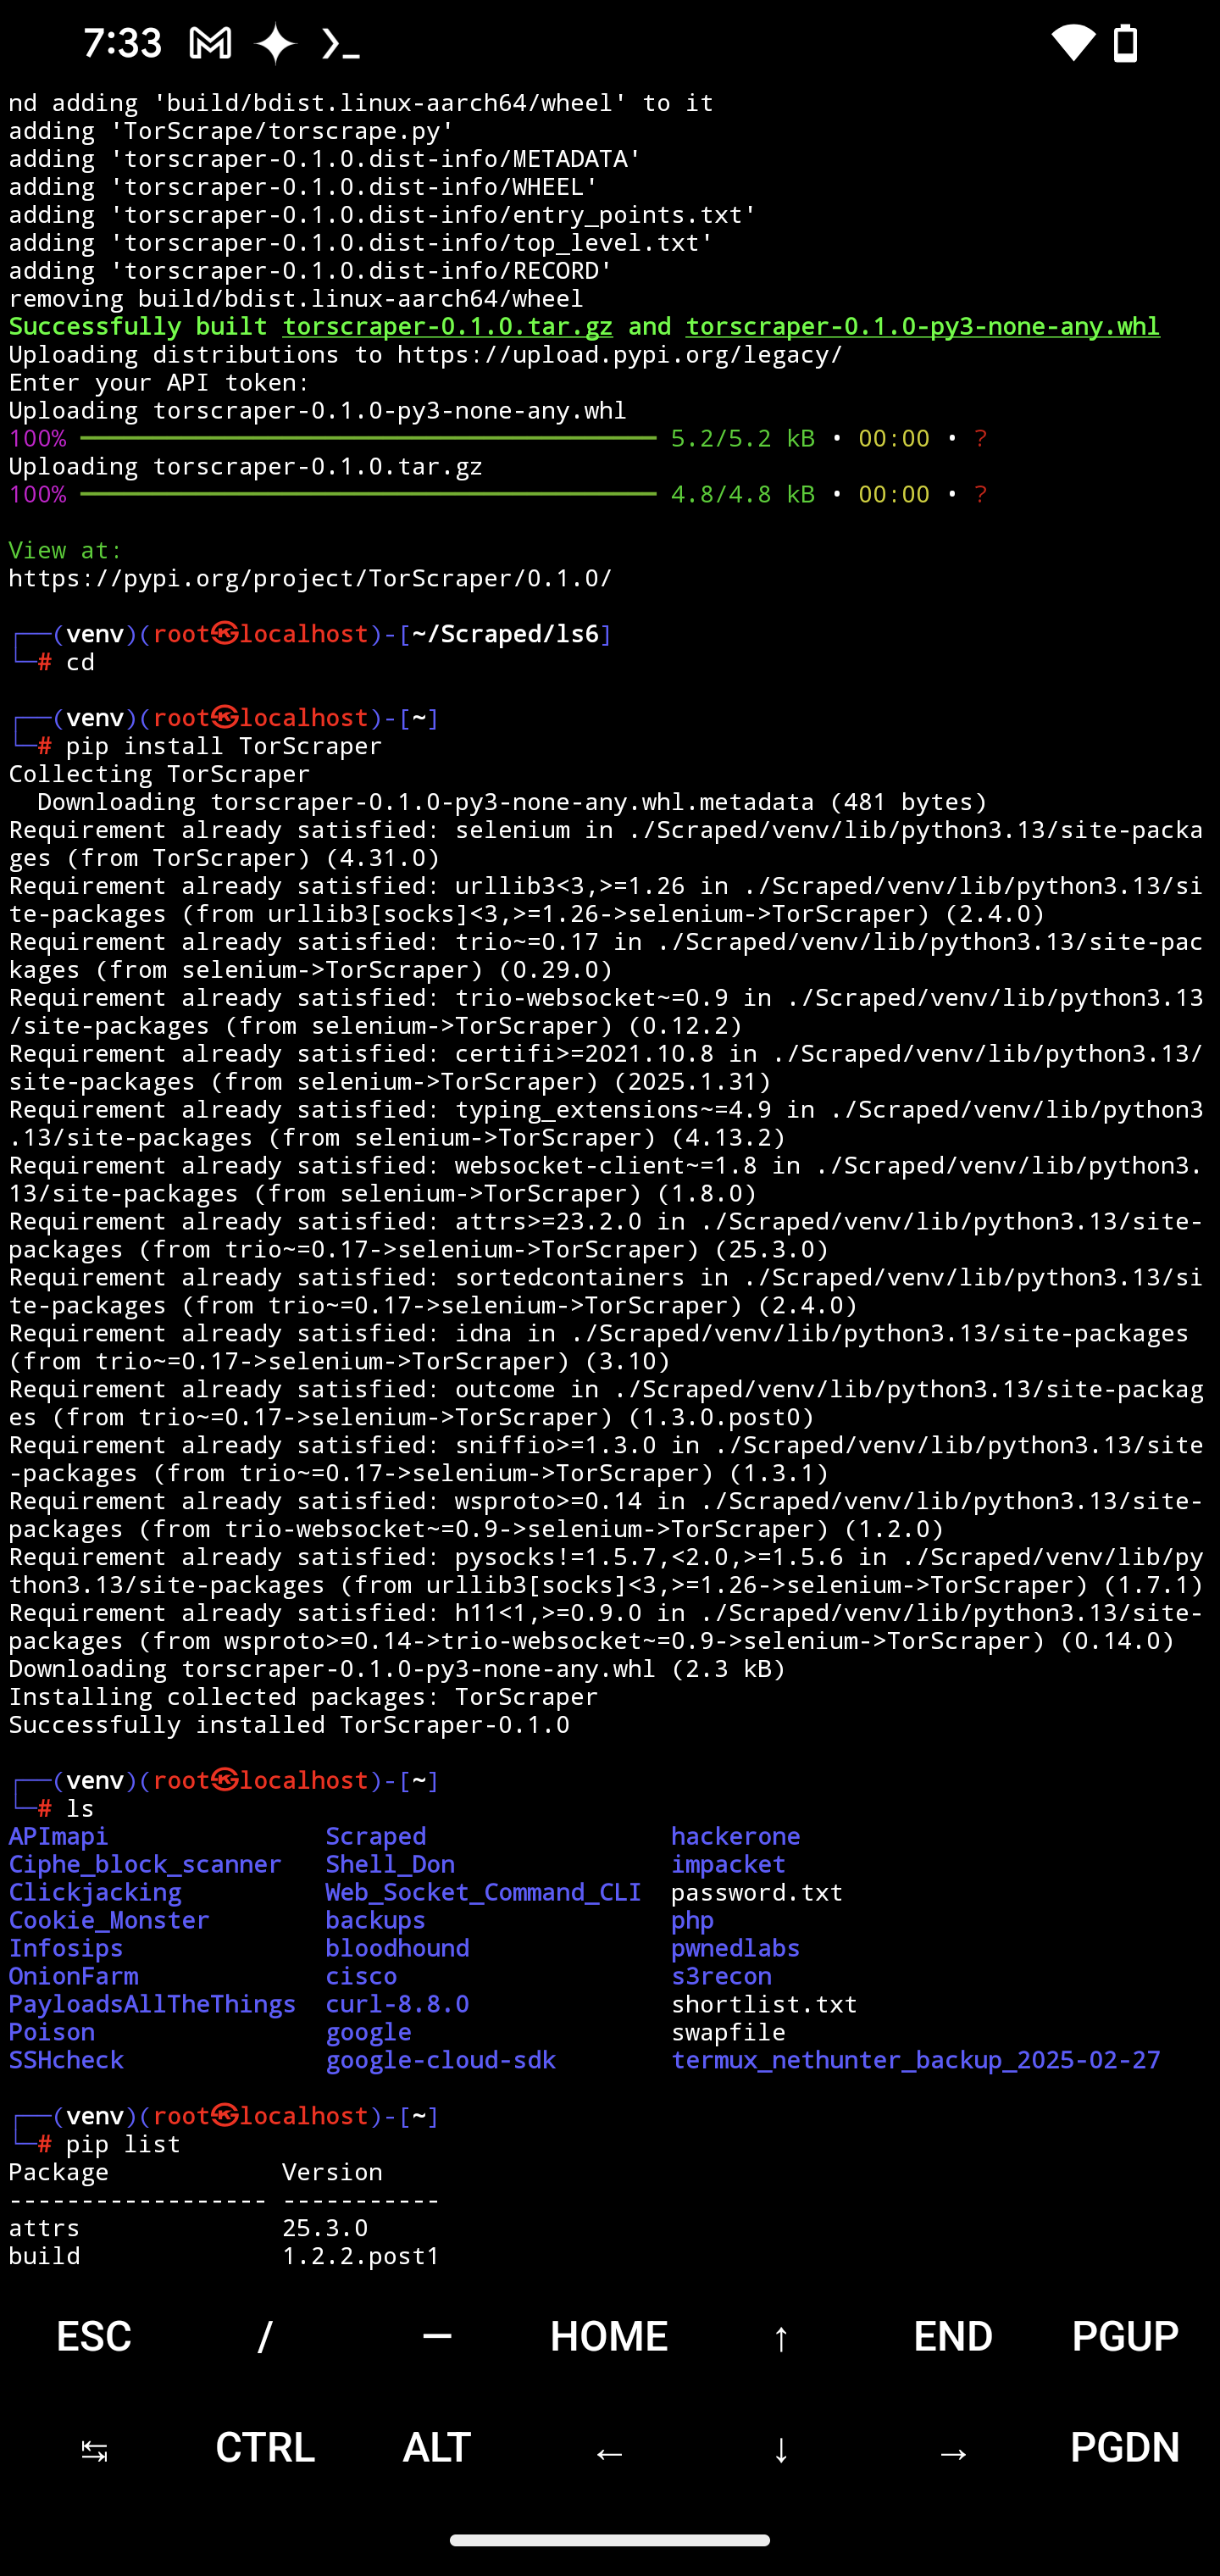 7:33
nd adding 'build/bdist.linux-aarch64/wheel' to it
adding 'TorScrape/torscrape.py'
adding 'torscraper-0.1.0.dist-info/METADATA'
adding 'torscraper-0.1.0.dist-info/WHEEL'
adding 'torscraper-0.1.0.dist-info/entry_points.txt'
adding 'torscraper-0.1.0.dist-info/top_level.txt'
adding 'torscraper-0.1.0.dist-info/RECORD'
removing build/bdist.linux-aarch64/wheel
Successfully built torscraper-0.1.0.tar.gz and torscraper-0.1.0-py3-none-any.whl
Uploading distributions to https://upload.pypi.org/legacy/
Enter your API token:
Uploading torscraper-0.1.0-py3-none-any.whl
100% ━━━━━━━━━━━━━━━━━━━━━━━━━━━━━━━━━━━━━━━━ 5.2/5.2 kB • 00:00 • ?
Uploading torscraper-0.1.0.tar.gz
100% ━━━━━━━━━━━━━━━━━━━━━━━━━━━━━━━━━━━━━━━━ 4.8/4.8 kB • 00:00 • ?
View at:
https://pypi.org/project/TorScraper/0.1.0/
┌──(venv)(root㉿localhost)-[~/Scraped/ls6]
└─# cd
┌──(venv)(root㉿localhost)-[~]
└─# pip install TorScraper
Collecting TorScraper
  Downloading torscraper-0.1.0-py3-none-any.whl.metadata (481 bytes)
Requirement already satisfied: selenium in ./Scraped/venv/lib/python3.13/site-packa
ges (from TorScraper) (4.31.0)
Requirement already satisfied: urllib3<3,>=1.26 in ./Scraped/venv/lib/python3.13/si
te-packages (from urllib3[socks]<3,>=1.26->selenium->TorScraper) (2.4.0)
Requirement already satisfied: trio~=0.17 in ./Scraped/venv/lib/python3.13/site-pac
kages (from selenium->TorScraper) (0.29.0)
Requirement already satisfied: trio-websocket~=0.9 in ./Scraped/venv/lib/python3.13
/site-packages (from selenium->TorScraper) (0.12.2)
Requirement already satisfied: certifi>=2021.10.8 in ./Scraped/venv/lib/python3.13/
site-packages (from selenium->TorScraper) (2025.1.31)
Requirement already satisfied: typing_extensions~=4.9 in ./Scraped/venv/lib/python3
.13/site-packages (from selenium->TorScraper) (4.13.2)
Requirement already satisfied: websocket-client~=1.8 in ./Scraped/venv/lib/python3.
13/site-packages (from selenium->TorScraper) (1.8.0)
Requirement already satisfied: attrs>=23.2.0 in ./Scraped/venv/lib/python3.13/site-
packages (from trio~=0.17->selenium->TorScraper) (25.3.0)
Requirement already satisfied: sortedcontainers in ./Scraped/venv/lib/python3.13/si
te-packages (from trio~=0.17->selenium->TorScraper) (2.4.0)
Requirement already satisfied: idna in ./Scraped/venv/lib/python3.13/site-packages
(from trio~=0.17->selenium->TorScraper) (3.10)
Requirement already satisfied: outcome in ./Scraped/venv/lib/python3.13/site-packag
es (from trio~=0.17->selenium->TorScraper) (1.3.0.post0)
Requirement already satisfied: sniffio>=1.3.0 in ./Scraped/venv/lib/python3.13/site
-packages (from trio~=0.17->selenium->TorScraper) (1.3.1)
Requirement already satisfied: wsproto>=0.14 in ./Scraped/venv/lib/python3.13/site-
packages (from trio-websocket~=0.9->selenium->TorScraper) (1.2.0)
Requirement already satisfied: pysocks!=1.5.7,<2.0,>=1.5.6 in ./Scraped/venv/lib/py
thon3.13/site-packages (from urllib3[socks]<3,>=1.26->selenium->TorScraper) (1.7.1)
Requirement already satisfied: h11<1,>=0.9.0 in ./Scraped/venv/lib/python3.13/site-
packages (from wsproto>=0.14->trio-websocket~=0.9->selenium->TorScraper) (0.14.0)
Downloading torscraper-0.1.0-py3-none-any.whl (2.3 kB)
Installing collected packages: TorScraper
Successfully installed TorScraper-0.1.0
┌──(venv)(root㉿localhost)-[~]
└─# ls
APImapi               Scraped                 hackerone
Ciphe_block_scanner   Shell_Don               impacket
Clickjacking          Web_Socket_Command_CLI  password.txt
Cookie_Monster        backups                 php
Infosips              bloodhound              pwnedlabs
OnionFarm             cisco                   s3recon
PayloadsAllTheThings  curl-8.8.0              shortlist.txt
Poison                google                  swapfile
SSHcheck              google-cloud-sdk        termux_nethunter_backup_2025-02-27
┌──(venv)(root㉿localhost)-[~]
└─# pip list
Package            Version
------------------ -----------
attrs              25.3.0
build              1.2.2.post1
ESC / — HOME ↑ END PGUP
↹ CTRL ALT ← ↓ → PGDN